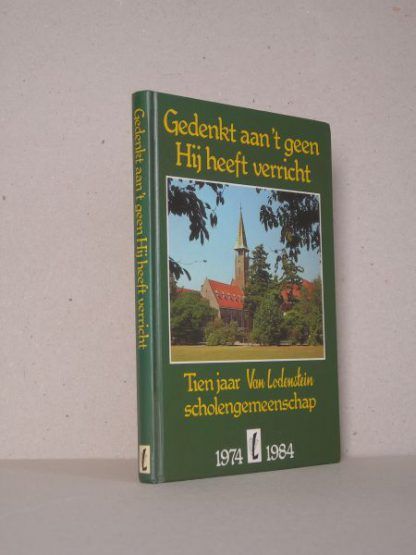 Gedenkt aan't geen Hij heeft verricht
l
Gedenkt aan't geen
Hij heeft verricht
Tien jaar Van Lodenstein
scholengemeenschap
1974 l 1984